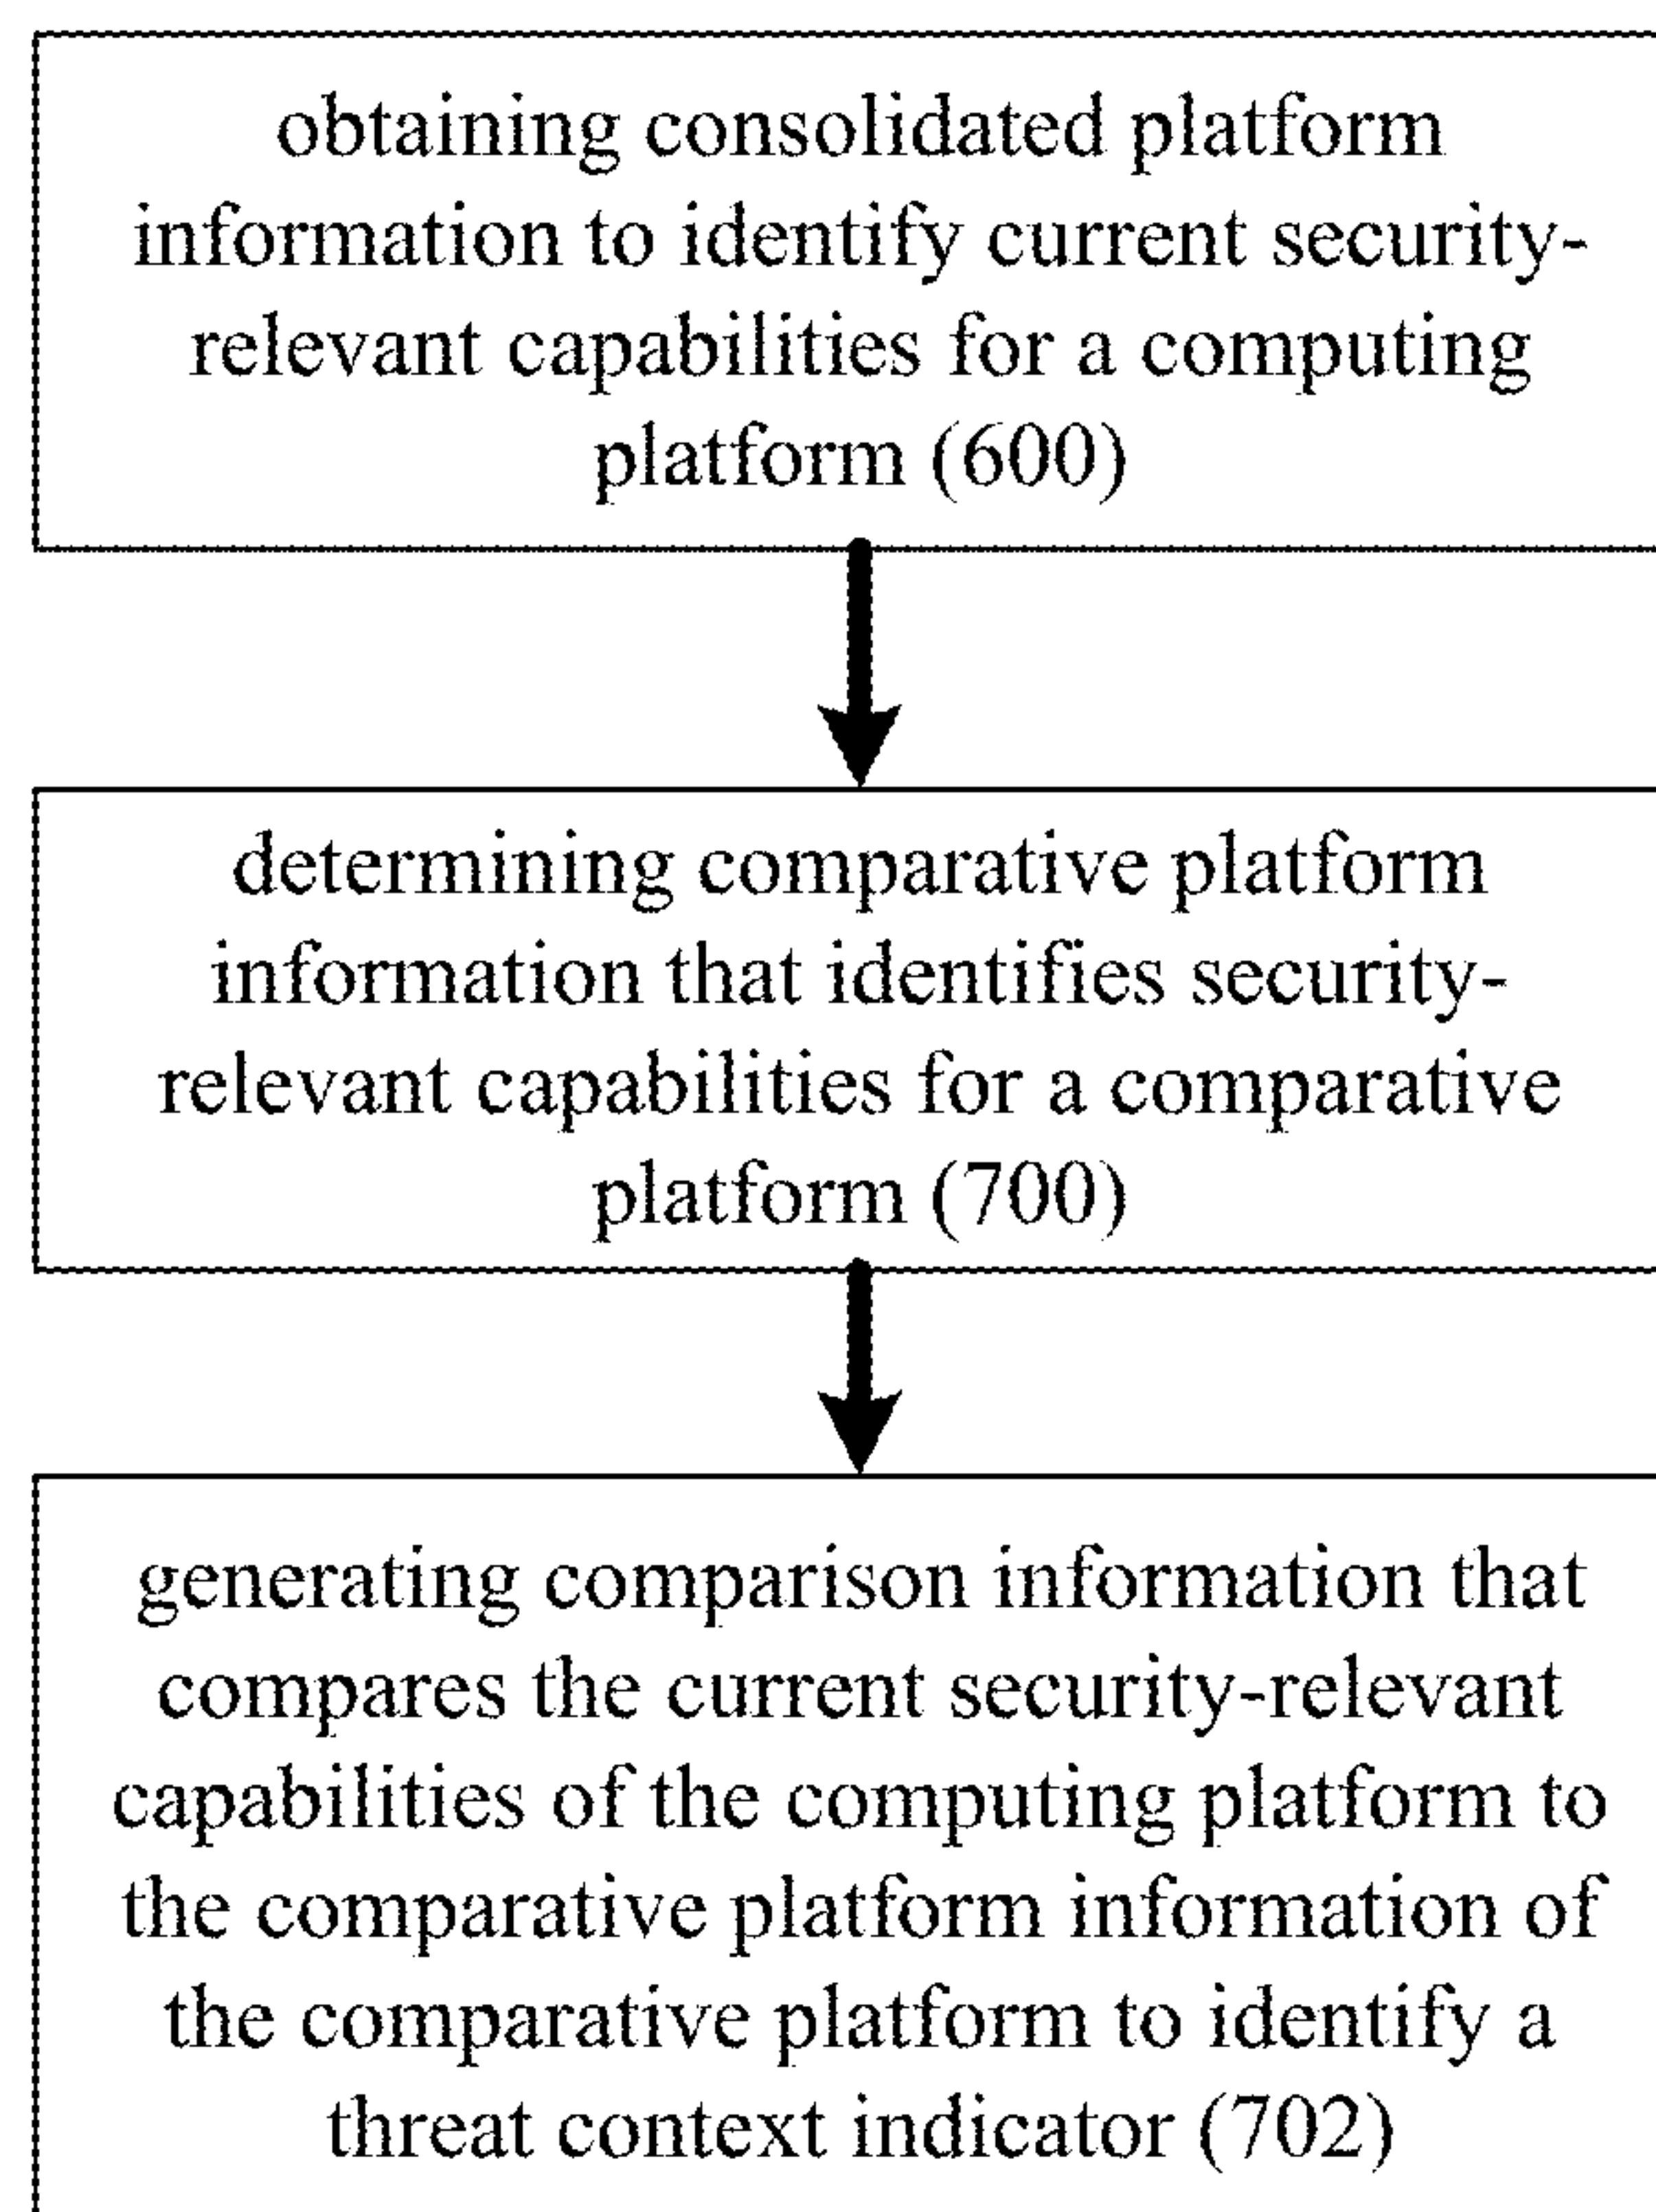 obtaining consolidated platform
information to identify current security-
relevant capabilities for a computing
platform (600)
determining comparative platform
information that identifies security-
relevant capabilities for a comparative
platform (700)
generating comparison information that
compares the current security-relevant
capabilities of the computing platform to
the comparative platform information of
the comparative platform to identify a
threat context indicator (702)